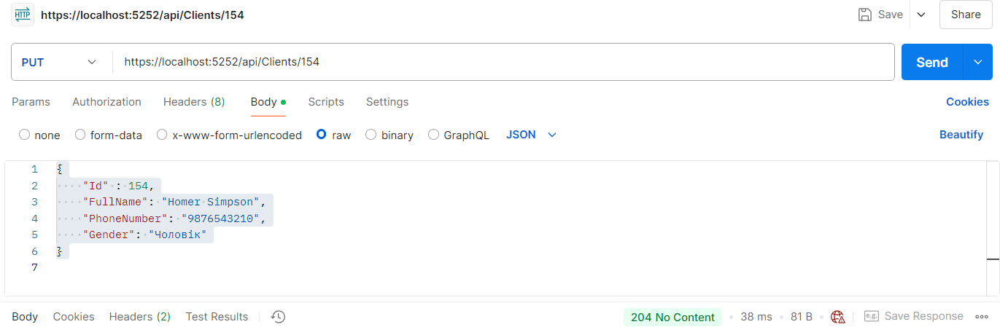 HTTP https://localhost:5252/api/Clients/154 Save Share
PUT https://localhost:5252/api/Clients/154 Send
Params Authorization Headers (8) Body Scripts Settings Cookies
none form-data x-www-form-urlencoded raw binary GraphQL JSON Beautify
1 {
2 "Id" : 154,
3 "FullName": "Homer Simpson",
4 "PhoneNumber": "9876543210",
5 "Gender": "Чоловік"
6 }
7
Body Cookies Headers (2) Test Results 204 No Content 38 ms 81 B e.g. Save Response